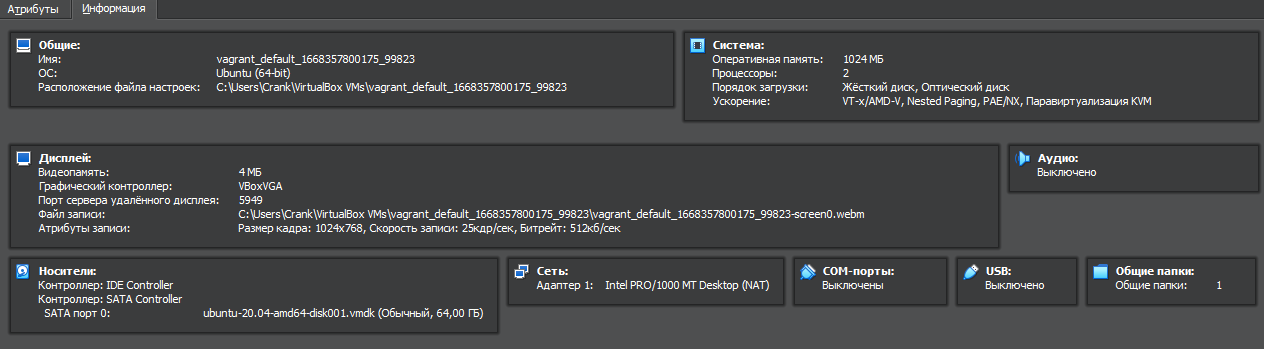 Атрибуты
Информация
Общие:
Имя: vagrant_default_1668357800175_99823
ОС: Ubuntu (64-bit)
Расположение файла настроек: C:\Users\Crank\VirtualBox VMs\vagrant_default_1668357800175_99823
Система:
Оперативная память: 1024 МБ
Процессоры: 2
Порядок загрузки: Жёсткий диск, Оптический диск
Ускорение: VT-x/AMD-V, Nested Paging, PAE/NX, Паравиртуализация KVM
Дисплей:
Видеопамять: 4 МБ
Графический контроллер: VBoxVGA
Порт сервера удалённого дисплея: 5949
Файл записи: C:\Users\Crank\VirtualBox VMs\vagrant_default_1668357800175_99823\vagrant_default_1668357800175_99823-screen0.webm
Атрибуты записи: Размер кадра: 1024x768, Скорость записи: 25кдр/сек, Битрейт: 512кб/сек
Аудио:
Выключено
Носители:
Контроллер: IDE Controller
Контроллер: SATA Controller
SATA порт 0: ubuntu-20.04-amd64-disk001.vmdk (Обычный, 64,00 ГБ)
Сеть:
Адаптер 1: Intel PRO/1000 MT Desktop (NAT)
COM-порты:
Выключены
USB:
Выключено
Общие папки:
Общие папки: 1